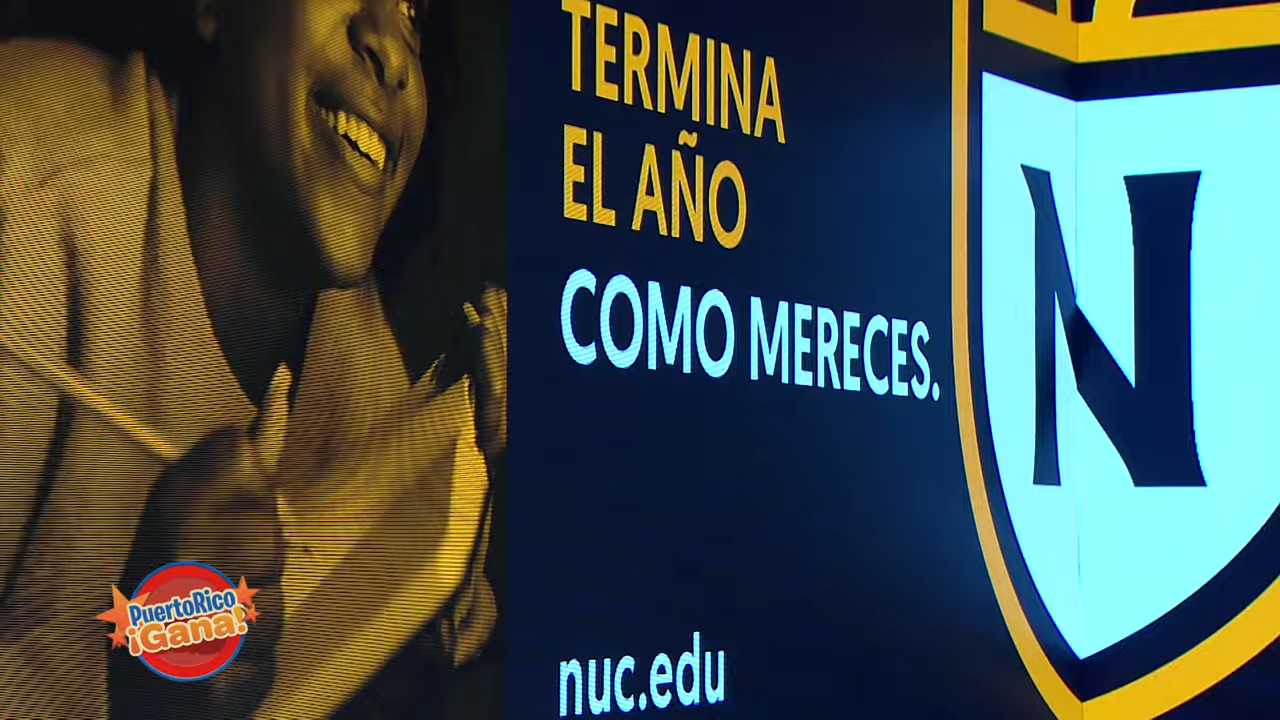 TERMINA
EL AÑO
COMO MERECES.
N
nuc.edu
PuertoRico
¡Gana!